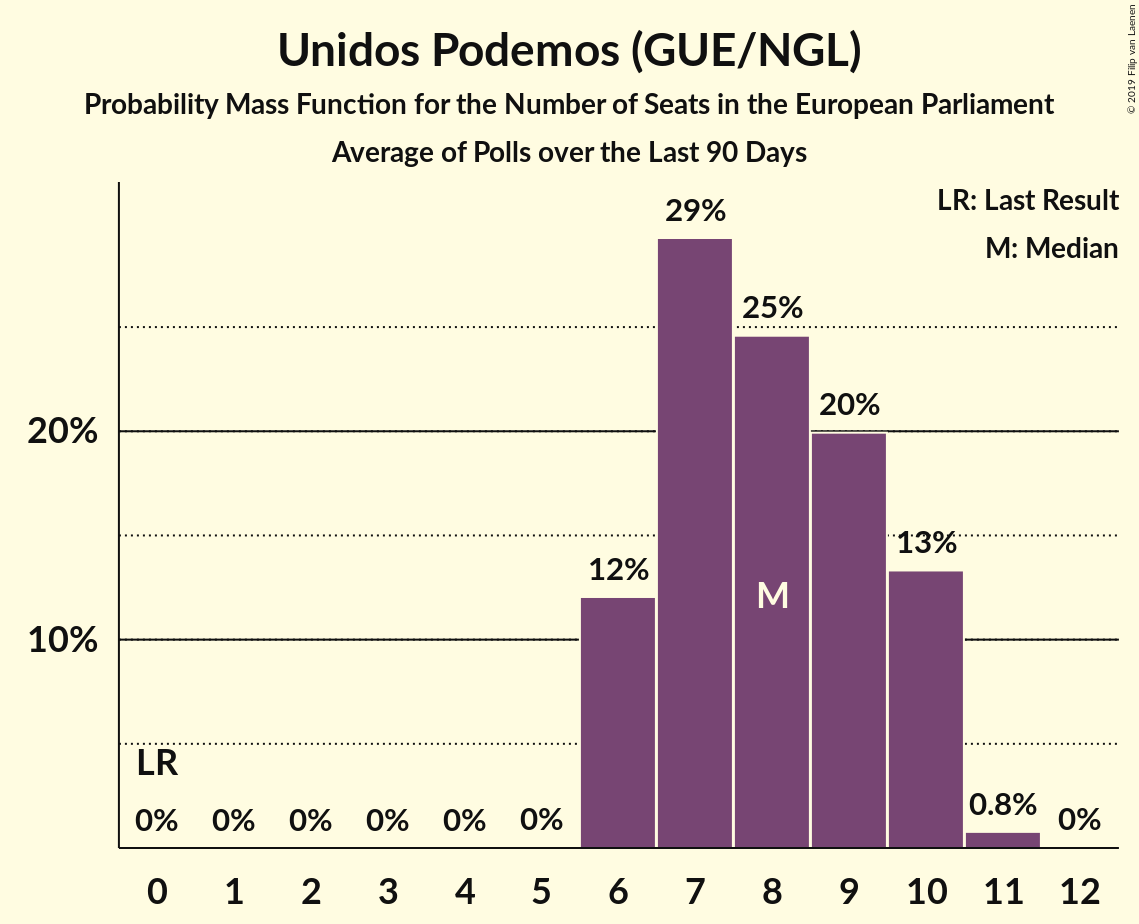 Unidos Podemos (GUE/NGL)
Probability Mass Function for the Number of Seats in the European Parliament
Average of Polls over the Last 90 Days
© 2019 Filip van Laenen
LR: Last Result
M: Median
29%
25%
20%
20%
13%
12%
M
10%
LR
0% 0% 0% 0% 0% 0% 0.8% 0%
0 1 2 3 4 5 6 7 8 9 10 11 12